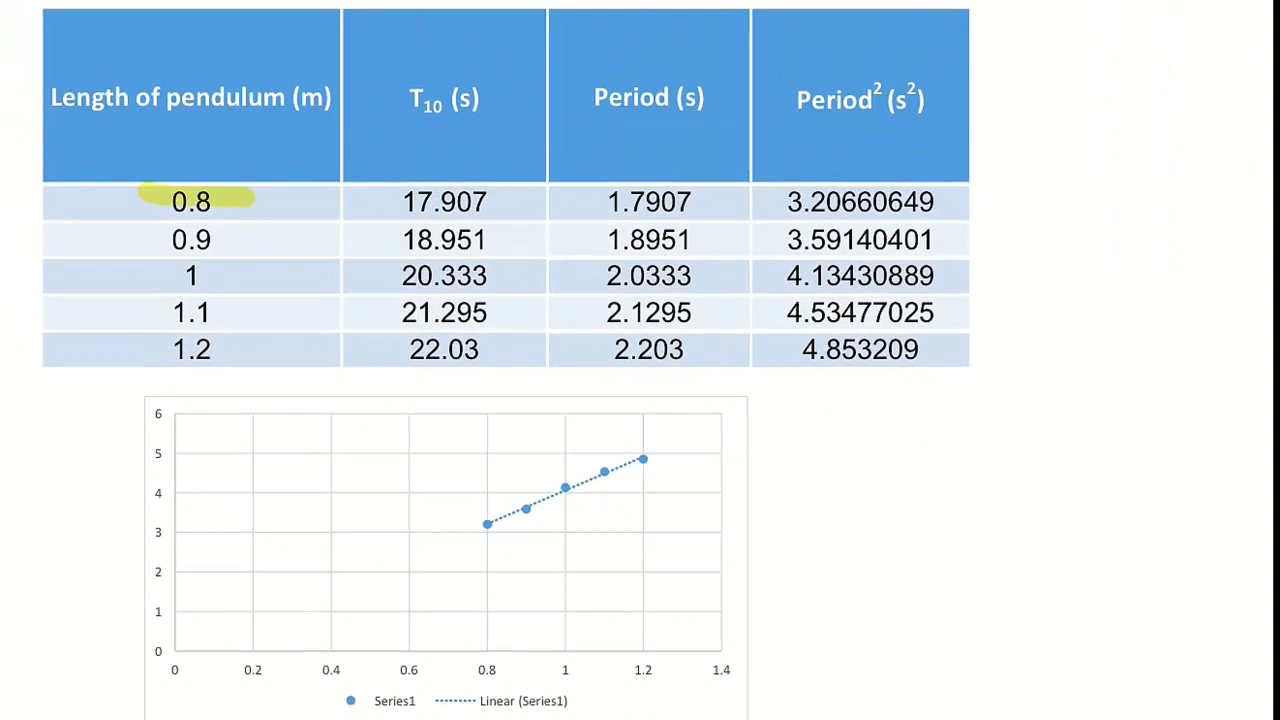 Length of pendulum (m) T₁₀ (s) Period (s) Period² (s²)
0.8 17.907 1.7907 3.20660649
0.9 18.951 1.8951 3.59140401
1 20.333 2.0333 4.13430889
1.1 21.295 2.1295 4.53477025
1.2 22.03 2.203 4.853209
6
5
4
3
2
1
0
0 0.2 0.4 0.6 0.8 1 1.2 1.4
Series1 Linear (Series1)